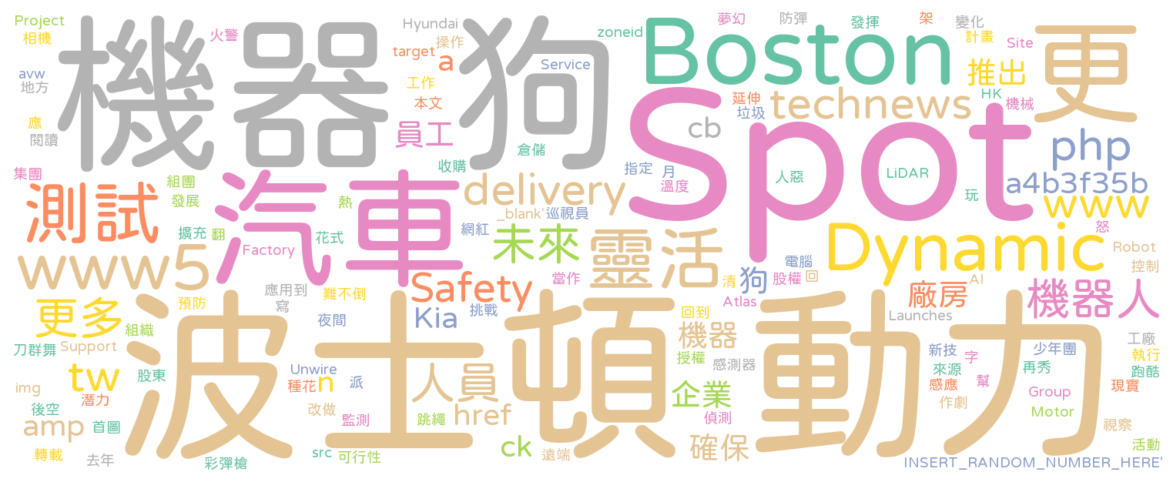 Project
相機
火警
Hyundai
操作
target
a
zoneid
夢幻
防彈
發揮
架
變化
計畫
Site
機器
狗
Boston
更
avw
地方
Service
工作
本文
推出
HK
機械
延伸
垃圾
technews
應
閱讀
員工
倉儲
cb
Spot
php
收購
指定
月
溫度
人惡
LiDAR
玩
a4b3f35b
集團
組團
發展
測試
汽車
熱
delivery
www
_blank'
巡視員
網紅
怒
擴充
翻
花式
Factory
未來
靈活
Dynamic
Robot
控制
www5
電腦
AI
當作
清
狗
股權
回
應用到
寫
難不倒
預防
Safety
Atlas
廠房
機器人
更多
Kia
挑戰
回到
Launches
組織
夜間
機器
工廠
刀群舞
Support
授權
感測器
新技
字
少年團
執行
波士頓動力
tw
股東
Unwire
種花
n
派
人員
來源
幫
再秀
跑酷
img
潛力
企業
感應
現實
後空
改做
監測
跳繩
href
偵測
作劇
Group
Motor
amp
首圖
視察
轉載
去年
彩彈槍
src
可行性
ck
遠端
確保
活動
INSERT_RANDOM_NUMBER_HERE'